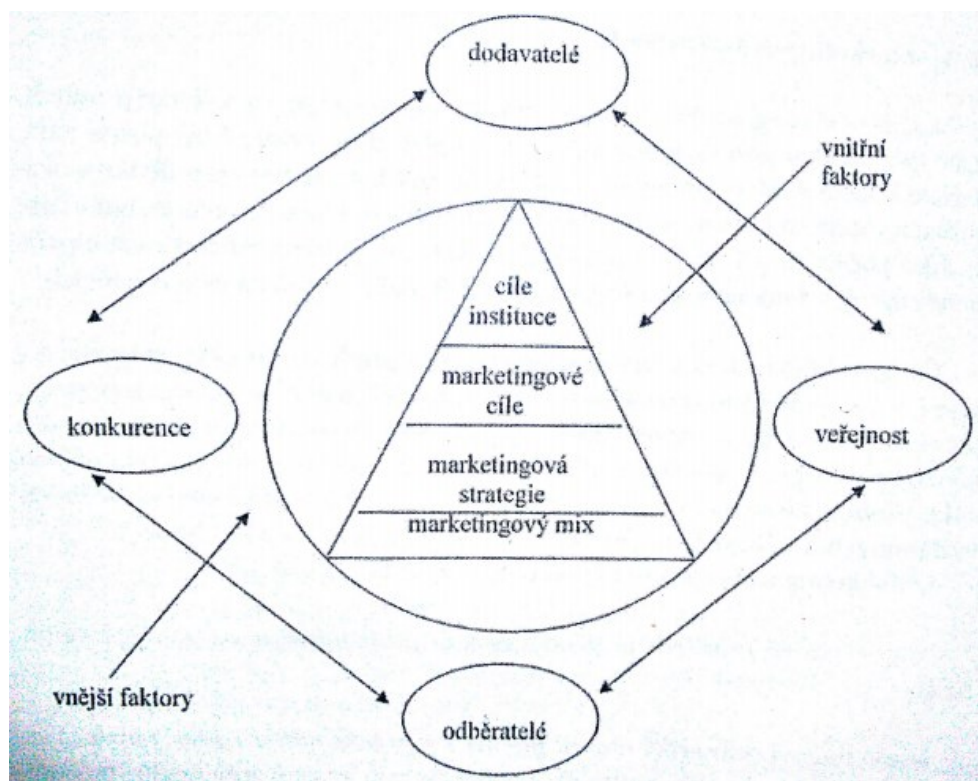 dodavatelé
vnitřní
faktory
cíle
instituce
marketingové
cíle
konkurence
veřejnost
marketingová
strategie
marketingový mix
vnější faktory
odběratelé